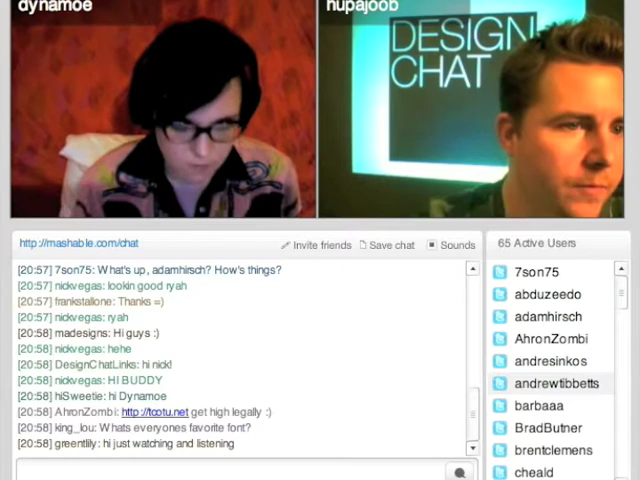 dynamoe
hupajoob
DESIGN
CHAT
http://mashable.com/chat
Invite friends
Save chat
Sounds
65 Active Users
[20:57] 7son75: What's up, adamhirsch? How's things?
[20:57] nickvegas: lookin good ryah
[20:57] frankstallone: Thanks =)
[20:57] nickvegas: ryah
[20:58] madesigns: Hi guys :)
[20:58] nickvegas: hehe
[20:58] DesignChatLinks: hi nick!
[20:58] nickvegas: HI BUDDY
[20:58] hiSweetie: hi Dynamoe
[20:58] AhronZombi: http://tcotu.net get high legally :)
[20:58] king_lou: Whats everyones favorite font?
[20:58] greentlily: hi just watching and listening
7son75
abduzeedo
adamhirsch
AhronZombi
andresinkos
andrewtibbetts
barbaaa
BradButner
brentclemens
cheald